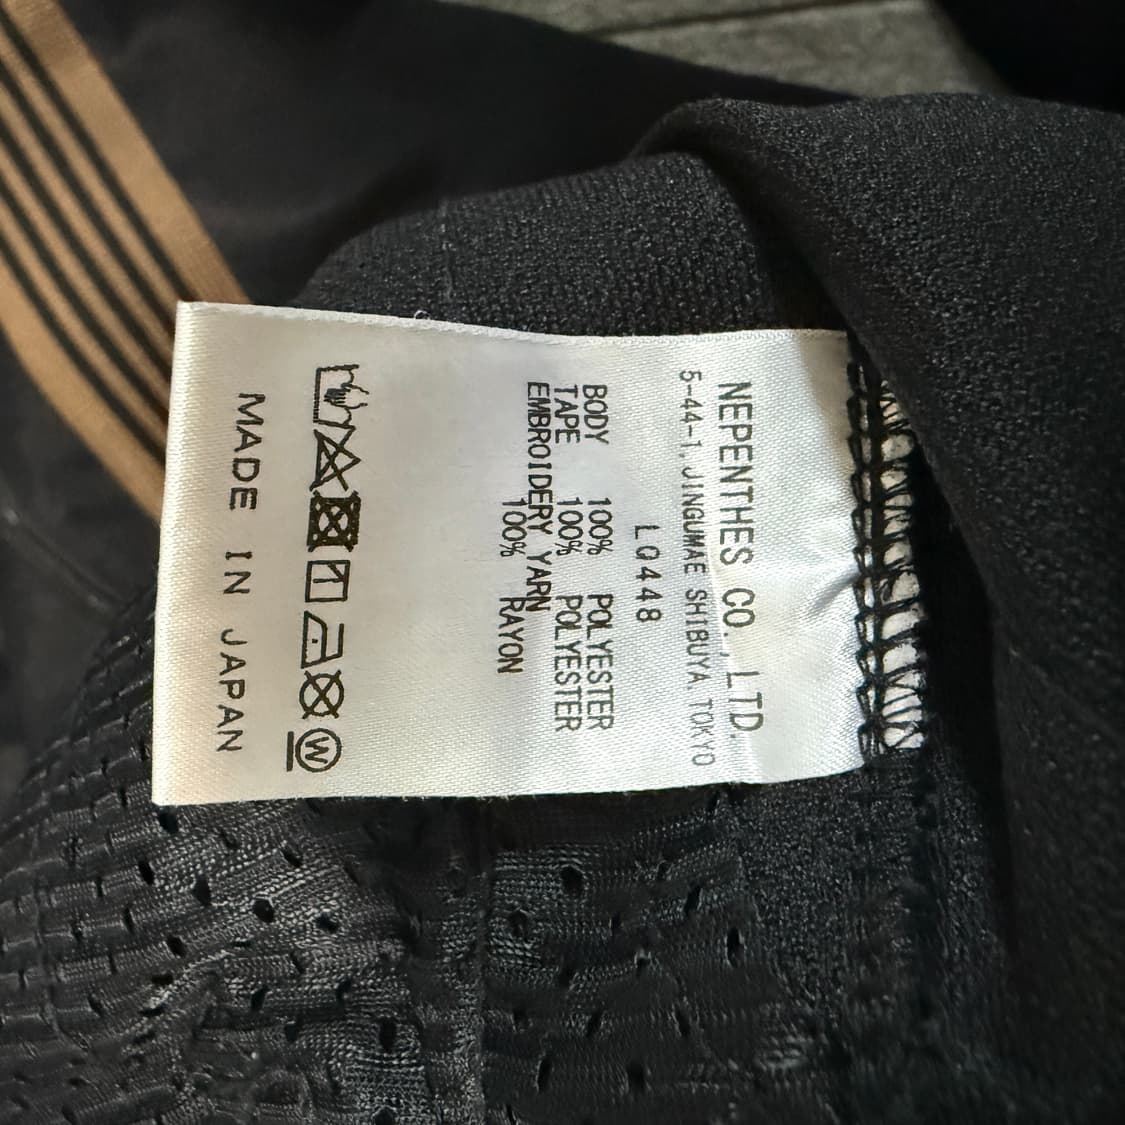 NEPENTHES CO., LTD.
5-44-1, JINGUMAE SHIBUYA. TOKYO
LQ448
BODY 100% POLYESTER
TAPE 100% POLYESTER
EMBROIDERY YARN
100% RAYON
W
MADE IN JAPAN